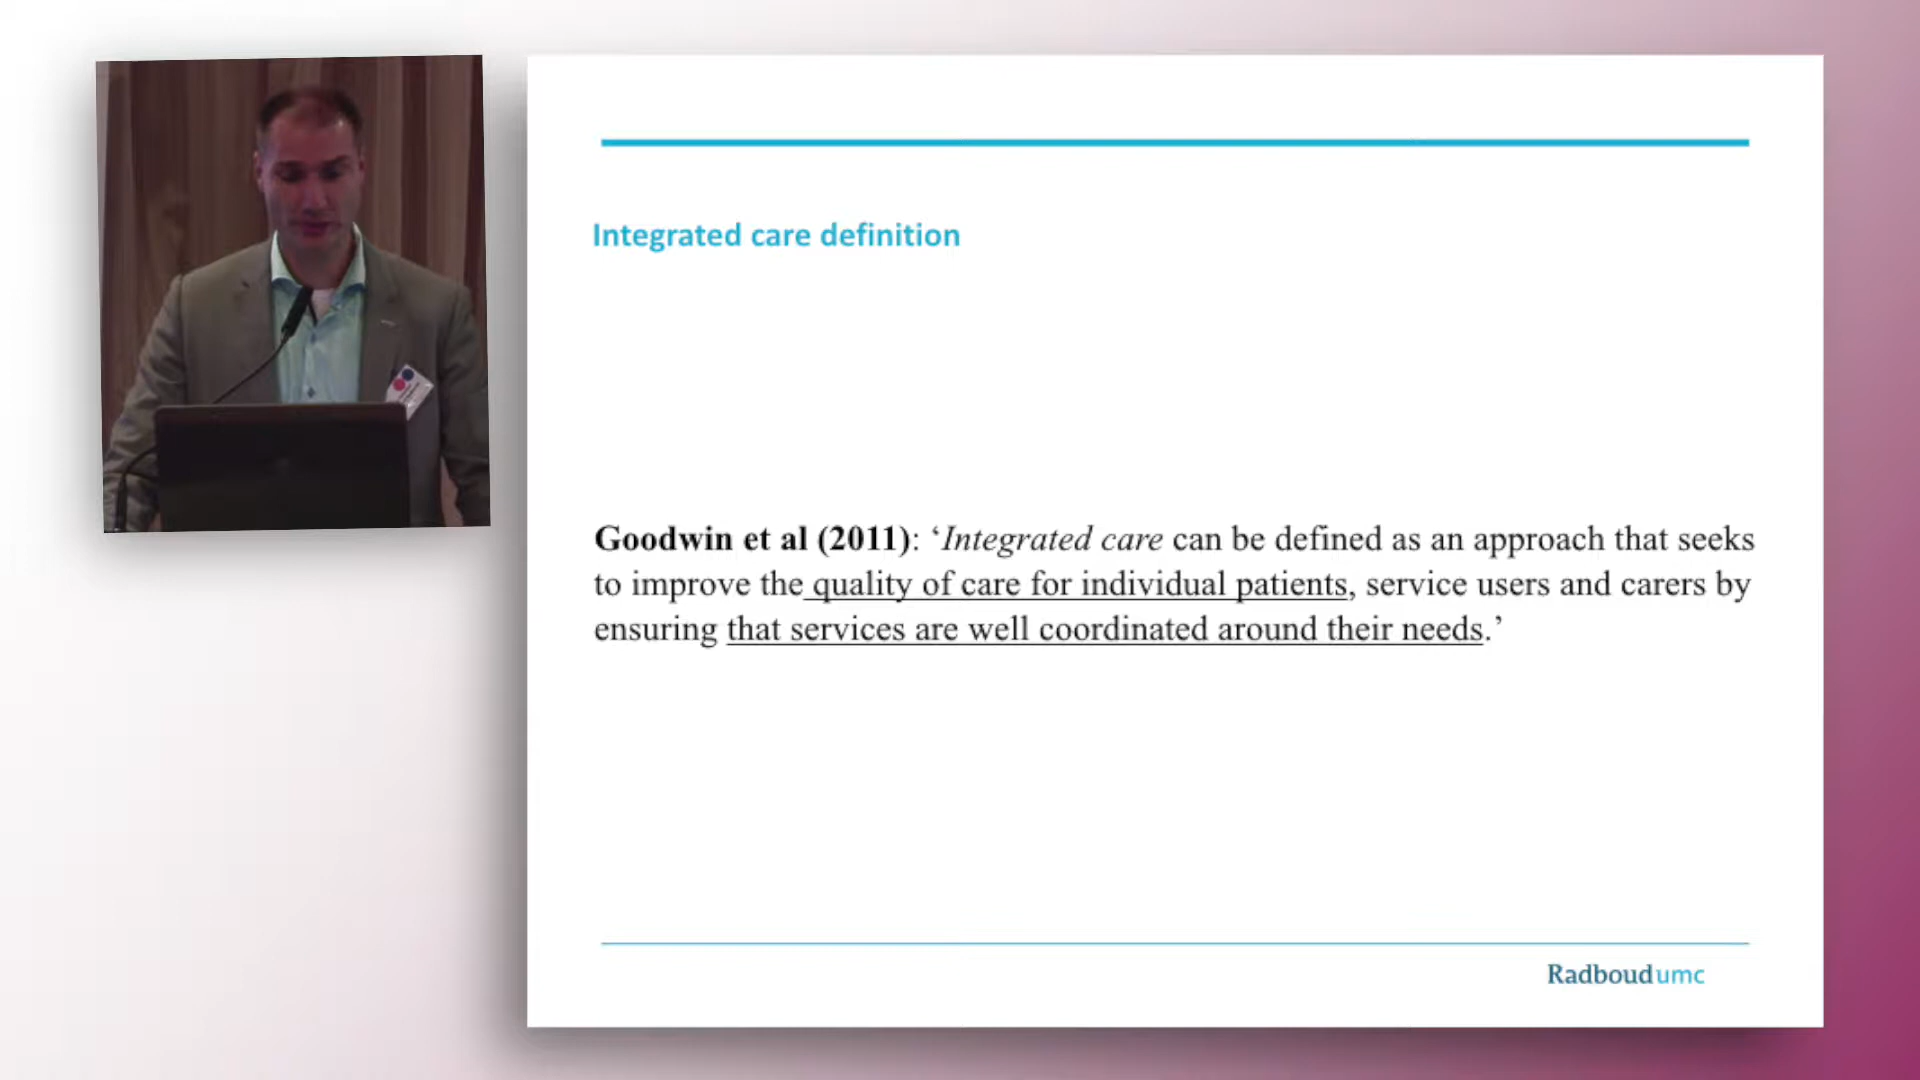 Integrated care definition
Goodwin et al (2011): ‘Integrated care can be defined as an approach that seeks
to improve the quality of care for individual patients, service users and carers by
ensuring that services are well coordinated around their needs.’
Radboudumc